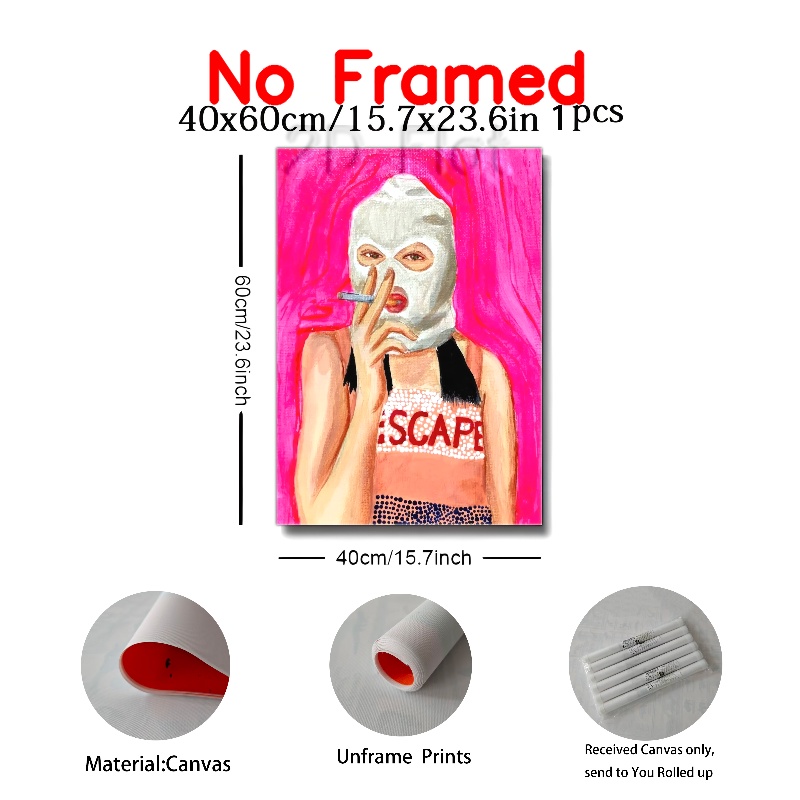 No Framed
40x60cm/15.7x23.6in 1pcs
60cm/23.6inch
ESCAPE
40cm/15.7inch
Material:Canvas
Unframe Prints
Received Canvas only,
send to You Rolled up